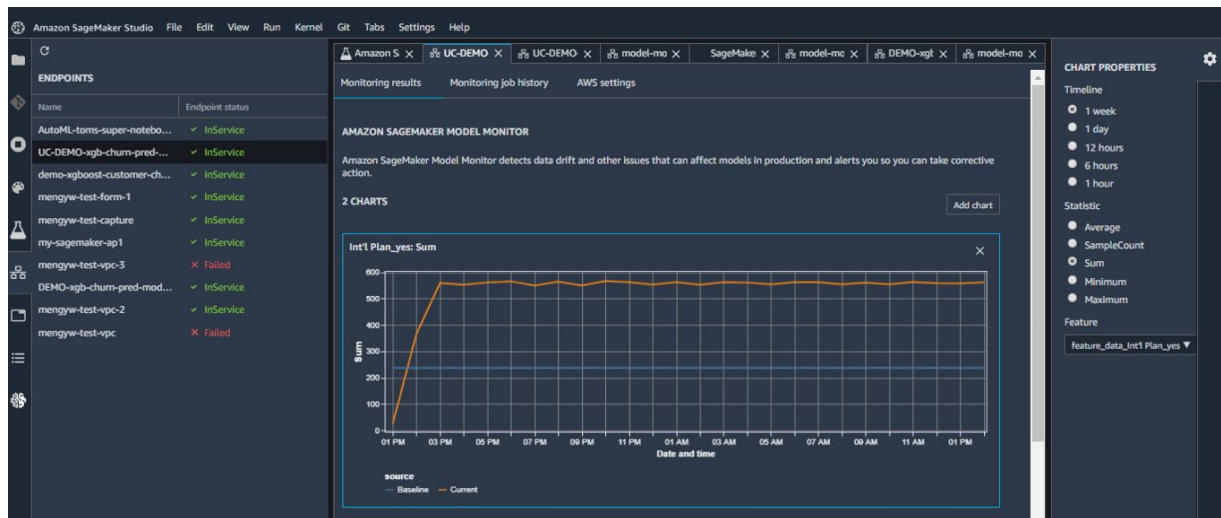 Amazon SageMaker Studio File Edit View Run Kernel Git Tabs Settings Help
ENDPOINTS
Name Endpoint status
AutoML-toms-super-notebo... InService
UC-DEMO-xgb-churn-pred-... InService
demo-xgboost-customer-ch... InService
mengyw-test-form-1 InService
mengyw-test-capture InService
my-sagemaker-ap1 InService
mengyw-test-vpc-3 Failed
DEMO-xgb-churn-pred-mod... InService
mengyw-test-vpc-2 InService
mengyw-test-vpc Failed
Amazon S UC-DEMO UC-DEMO model-mo SageMake model-mo DEMO-xgt model-mo
Monitoring results Monitoring job history AWS settings
AMAZON SAGEMAKER MODEL MONITOR
Amazon SageMaker Model Monitor detects data drift and other issues that can affect models in production and alerts you so you can take corrective
action.
2 CHARTS Add chart
Int'l Plan_yes: Sum
600
500
400
300
200
100
0
Sum
01 PM 03 PM 05 PM 07 PM 09 PM 11 PM 01 AM 03 AM 05 AM 07 AM 09 AM 11 AM 01 PM
Date and time
source
Baseline Current
CHART PROPERTIES
Timeline
1 week
1 day
12 hours
6 hours
1 hour
Statistic
Average
SampleCount
Sum
Minimum
Maximum
Feature
feature_data_Int'l Plan_yes